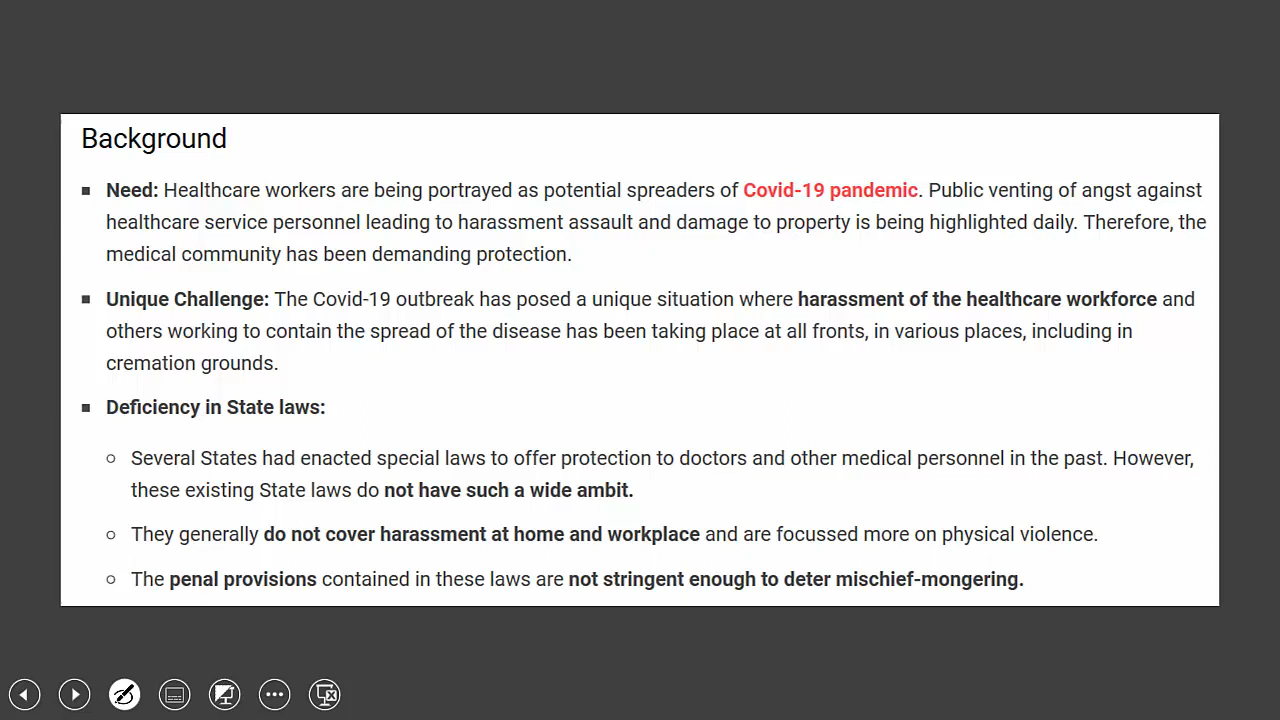 Background
Need: Healthcare workers are being portrayed as potential spreaders of Covid-19 pandemic. Public venting of angst against
healthcare service personnel leading to harassment assault and damage to property is being highlighted daily. Therefore, the
medical community has been demanding protection.
Unique Challenge: The Covid-19 outbreak has posed a unique situation where harassment of the healthcare workforce and
others working to contain the spread of the disease has been taking place at all fronts, in various places, including in
cremation grounds.
Deficiency in State laws:
Several States had enacted special laws to offer protection to doctors and other medical personnel in the past. However,
these existing State laws do not have such a wide ambit.
They generally do not cover harassment at home and workplace and are focussed more on physical violence.
The penal provisions contained in these laws are not stringent enough to deter mischief-mongering.